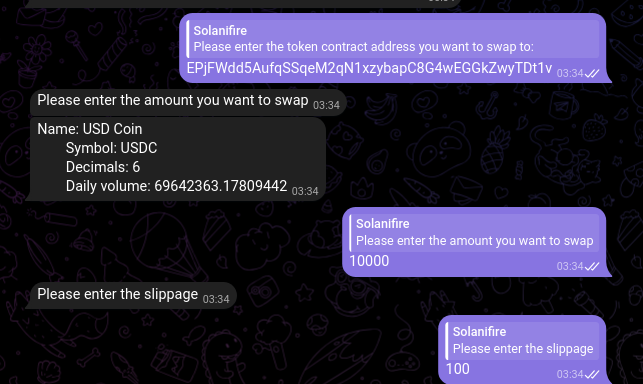 Solanifire
Please enter the token contract address you want to swap to:
EPjFWdd5AufqSSqeM2qN1xzybapC8G4wEGGkZwyTDt1v 03:34
Please enter the amount you want to swap 03:34
Name: USD Coin
Symbol: USDC
Decimals: 6
Daily volume: 69642363.17809442 03:34
Solanifire
Please enter the amount you want to swap
10000
03:34
Please enter the slippage 03:34
Solanifire
Please enter the slippage
100
03:34